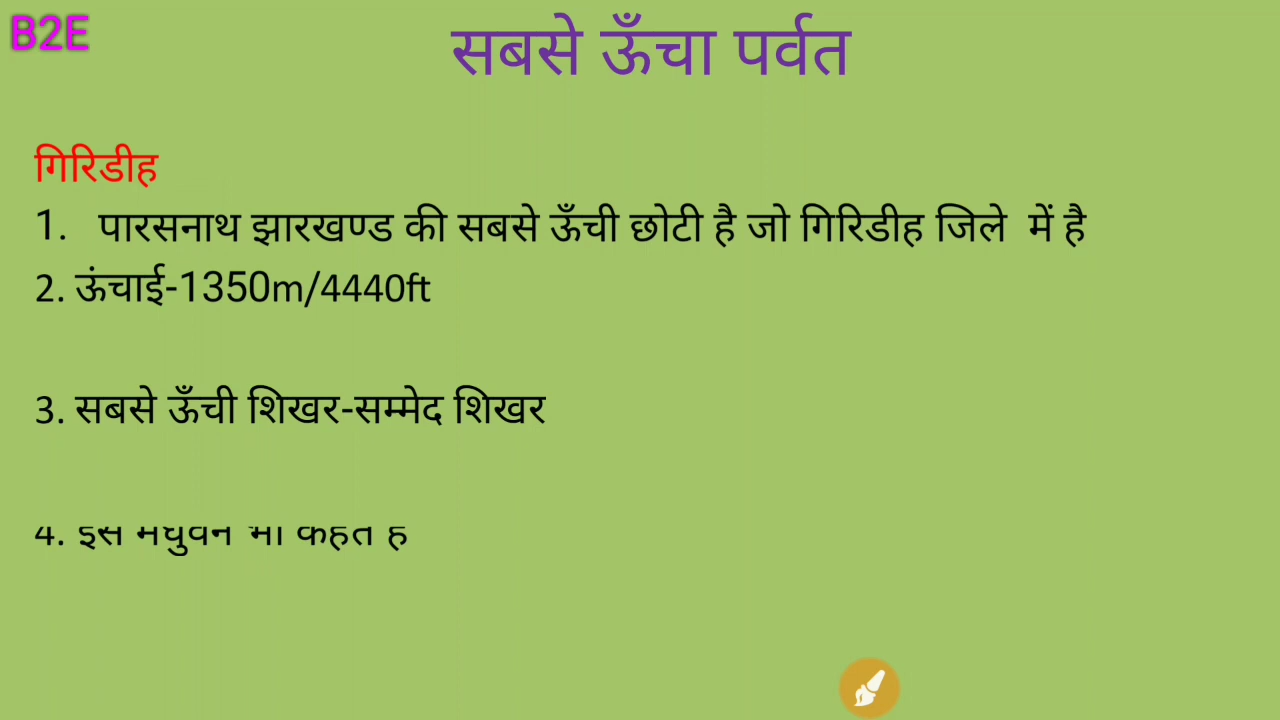 B2E
सबसे ऊँचा पर्वत
गिरिडीह
1. पारसनाथ झारखण्ड की सबसे ऊँची छोटी है जो गिरिडीह जिले में है
2. ऊंचाई-1350m/4440ft
3. सबसे ऊँची शिखर-सम्मेद शिखर
4. इसे मधुवन भी कहते है